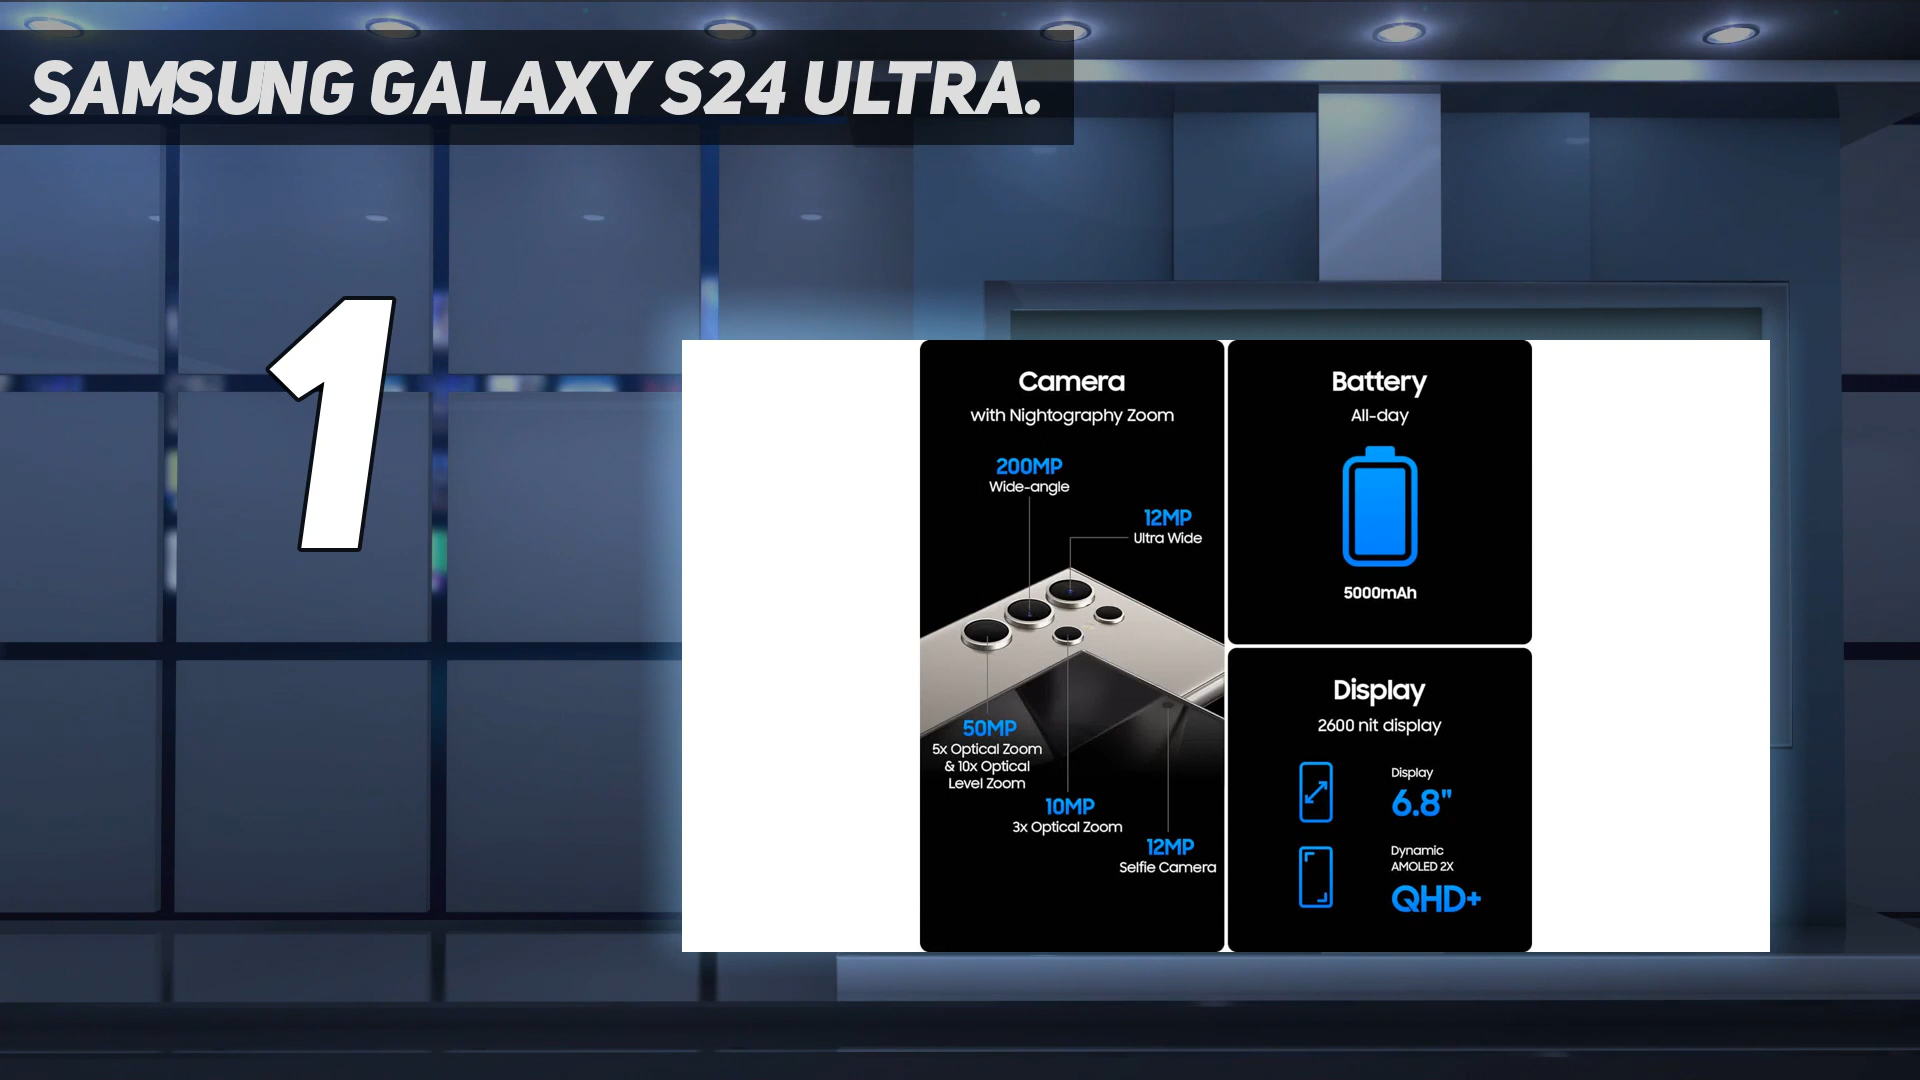 SAMSUNG GALAXY S24 ULTRA.
1
Camera
with Nightography Zoom
200MP
Wide-angle
12MP
Ultra Wide
50MP
5x Optical Zoom
& 10x Optical
Level Zoom
10MP
3x Optical Zoom
12MP
Selfie Camera
Battery
All-day
5000mAh
Display
2600 nit display
Display
6.8"
Dynamic
AMOLED 2X
QHD+